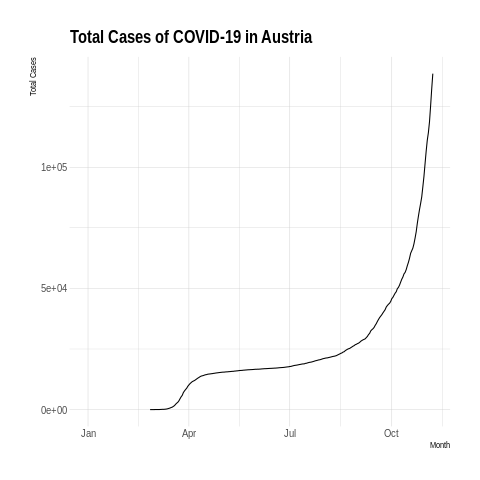 Total Cases of COVID-19 in Austria
Total Cases
1e+05
5e+04
0e+00
Jan Apr Jul Oct
Month